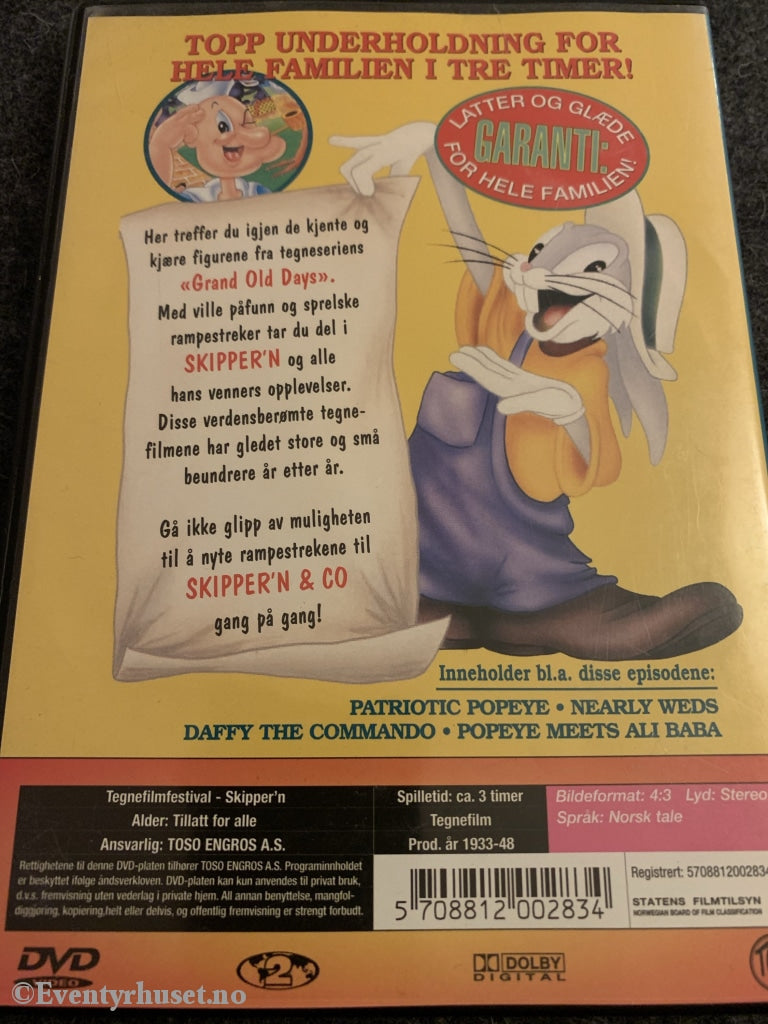 TOPP UNDERHOLDNING FOR
HELE FAMILIEN I TRE TIMER!
LATTER OG GLÆDE
GARANTI:
FOR HELE FAMILIEN!
Her treffer du igjen de kjente og
kjære figurene fra tegneseriens
«Grand Old Days».
Med ville påfunn og sprelske
rampestreker tar du del i
SKIPPER'N og alle
hans venners opplevelser.
Disse verdensberømte tegne-
filmene har gledet store og små
beundrere år etter år.
Gå ikke glipp av muligheten
til å nyte rampestrekene til
SKIPPER'N & CO
gang på gang!
Inneholder bl.a. disse episodene:
PATRIOTIC POPEYE • NEARLY WEDS
DAFFY THE COMMANDO • POPEYE MEETS ALI BABA
Tegnefilmfestival - Skipper'n
Alder: Tillatt for alle
Ansvarlig: TOSO ENGROS A.S.
Rettighetene til denne DVD-platen tilhører TOSO ENGROS A.S. Programinnholdet
er beskyttet ifølge åndsverkloven. DVD-platen kan kun anvendes til privat bruk,
d.v.s. fremvisning uten vederlag i private hjem. All annan benyttelse, mangfol-
diggjøring, kopiering,helt eller delvis, og offentlig fremvisning er strengt forbudt.
Spilletid: ca. 3 timer
Tegnefilm
Prod. år 1933-48
Bildeformat: 4:3 Lyd: Stereo
Språk: Norsk tale
5 708812 002834
Registrert: 5708812002834
STATENS FILMTILSYN
NORWEGIAN BOARD OF FILM CLASSIFICATION
DVD
VIDEO
2
DOLBY
DIGITAL
©Eventyrhuset.no